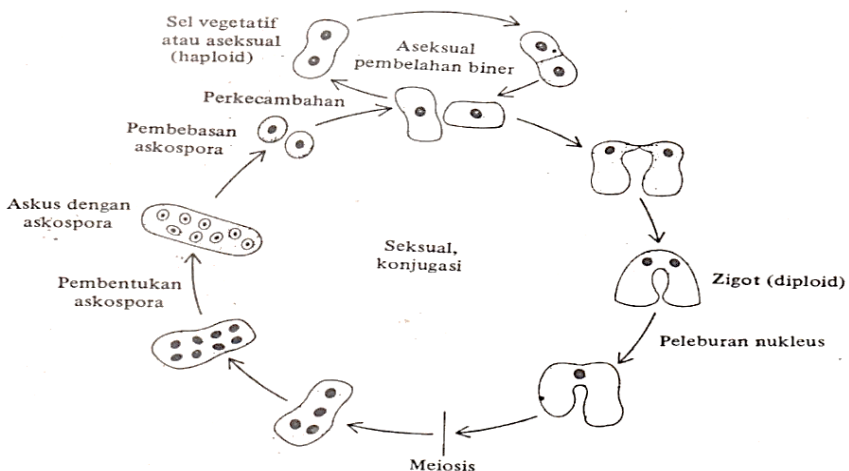 Sel vegetatif
atau aseksual
(haploid)
Aseksual
pembelahan biner
Perkecambahan
Pembebasan
askospora
Askus dengan
askospora
Seksual,
konjugasi
Zigot (diploid)
Pembentukan
askospora
Peleburan nukleus
Meiosis